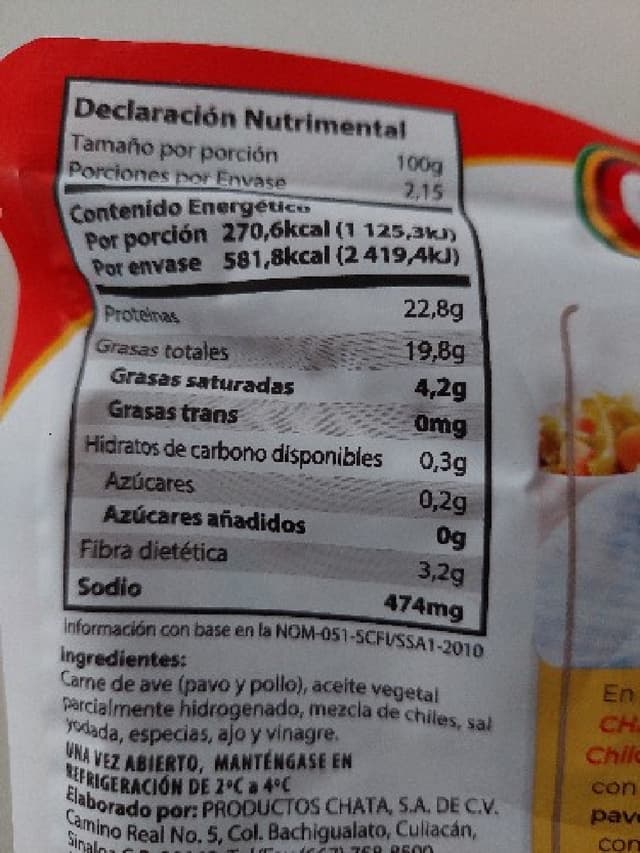 Declaración Nutrimental
Tamaño por porción 100g
Porciones por Envase 2,15
Contenido Energético
Por porción 270,6kcal (1 125,3kJ)
Por envase 581,8kcal (2 419,4kJ)
Proteínas 22,8g
Grasas totales 19,8g
Grasas saturadas 4,2g
Grasas trans 0mg
Hidratos de carbono disponibles 0,3g
Azúcares 0,2g
Azúcares añadidos 0g
Fibra dietética 3,2g
Sodio 474mg
Información con base en la NOM-051-SCFI/SSA1-2010
Ingredientes:
Carne de ave (pavo y pollo), aceite vegetal
parcialmente hidrogenado, mezcla de chiles, sal
yodada, especias, ajo y vinagre.
UNA VEZ ABIERTO, MANTÉNGASE EN
REFRIGERACIÓN DE 2°C a 4°C
Elaborado por: PRODUCTOS CHATA, S.A. DE C.V.
Camino Real No. 5, Col. Bachigualato, Culiacán,
En
con